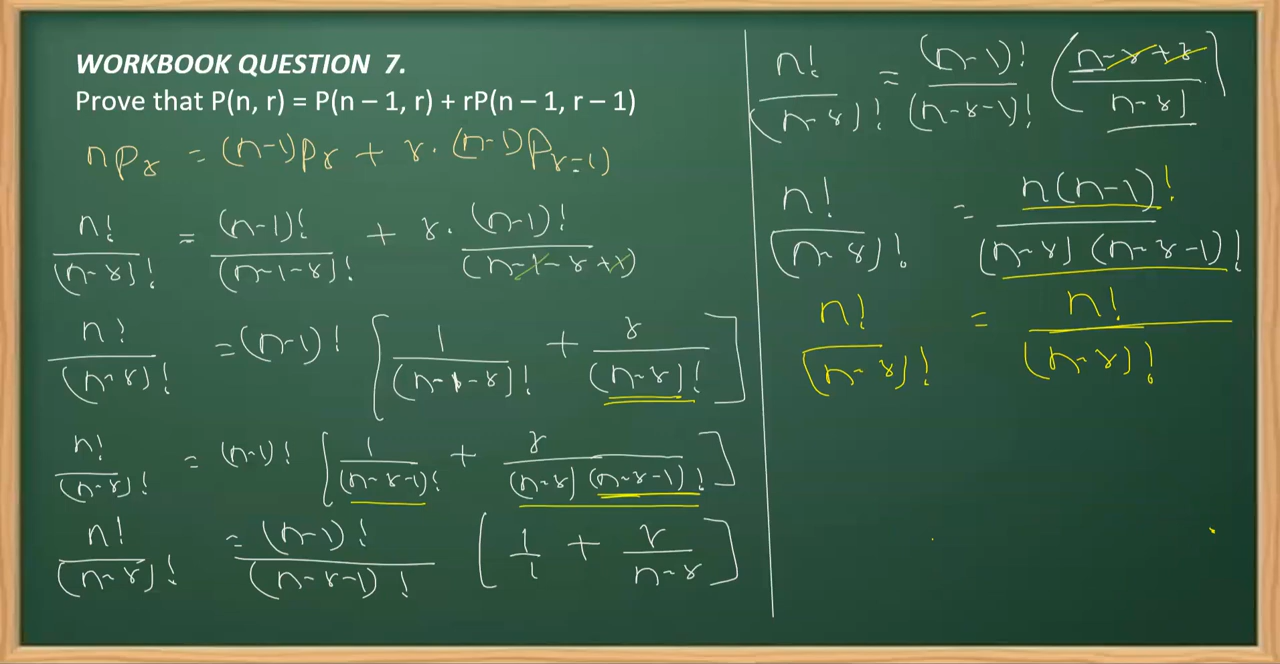 WORKBOOK QUESTION 7.
Prove that P(n, r) = P(n – 1, r) + rP(n – 1, r – 1)
nPr = (n-1)Pr + r. (n-1)Pr-1)
n!/(n-r)! = (n-1)!/(n-1-r)! + r. (n-1)!/(n-1-r+1)
n!/(n-r)! = (n-1)! [1/(n-1-r)! + r/(n-r)!]
n!/(n-r)! = (n-1)! [1/(n-r-1)! + r/(n-r)(n-r-1)!]
n!/(n-r)! = (n-1)!/(n-r-1)! [1/1 + r/n-r]
n!/(n-r)! = (n-1)!/(n-r-1)! (n-r+r/n-r)
n!/(n-r)! = n(n-1)!/(n-r)(n-r-1)!
n!/(n-r)! = n!/(n-r)!